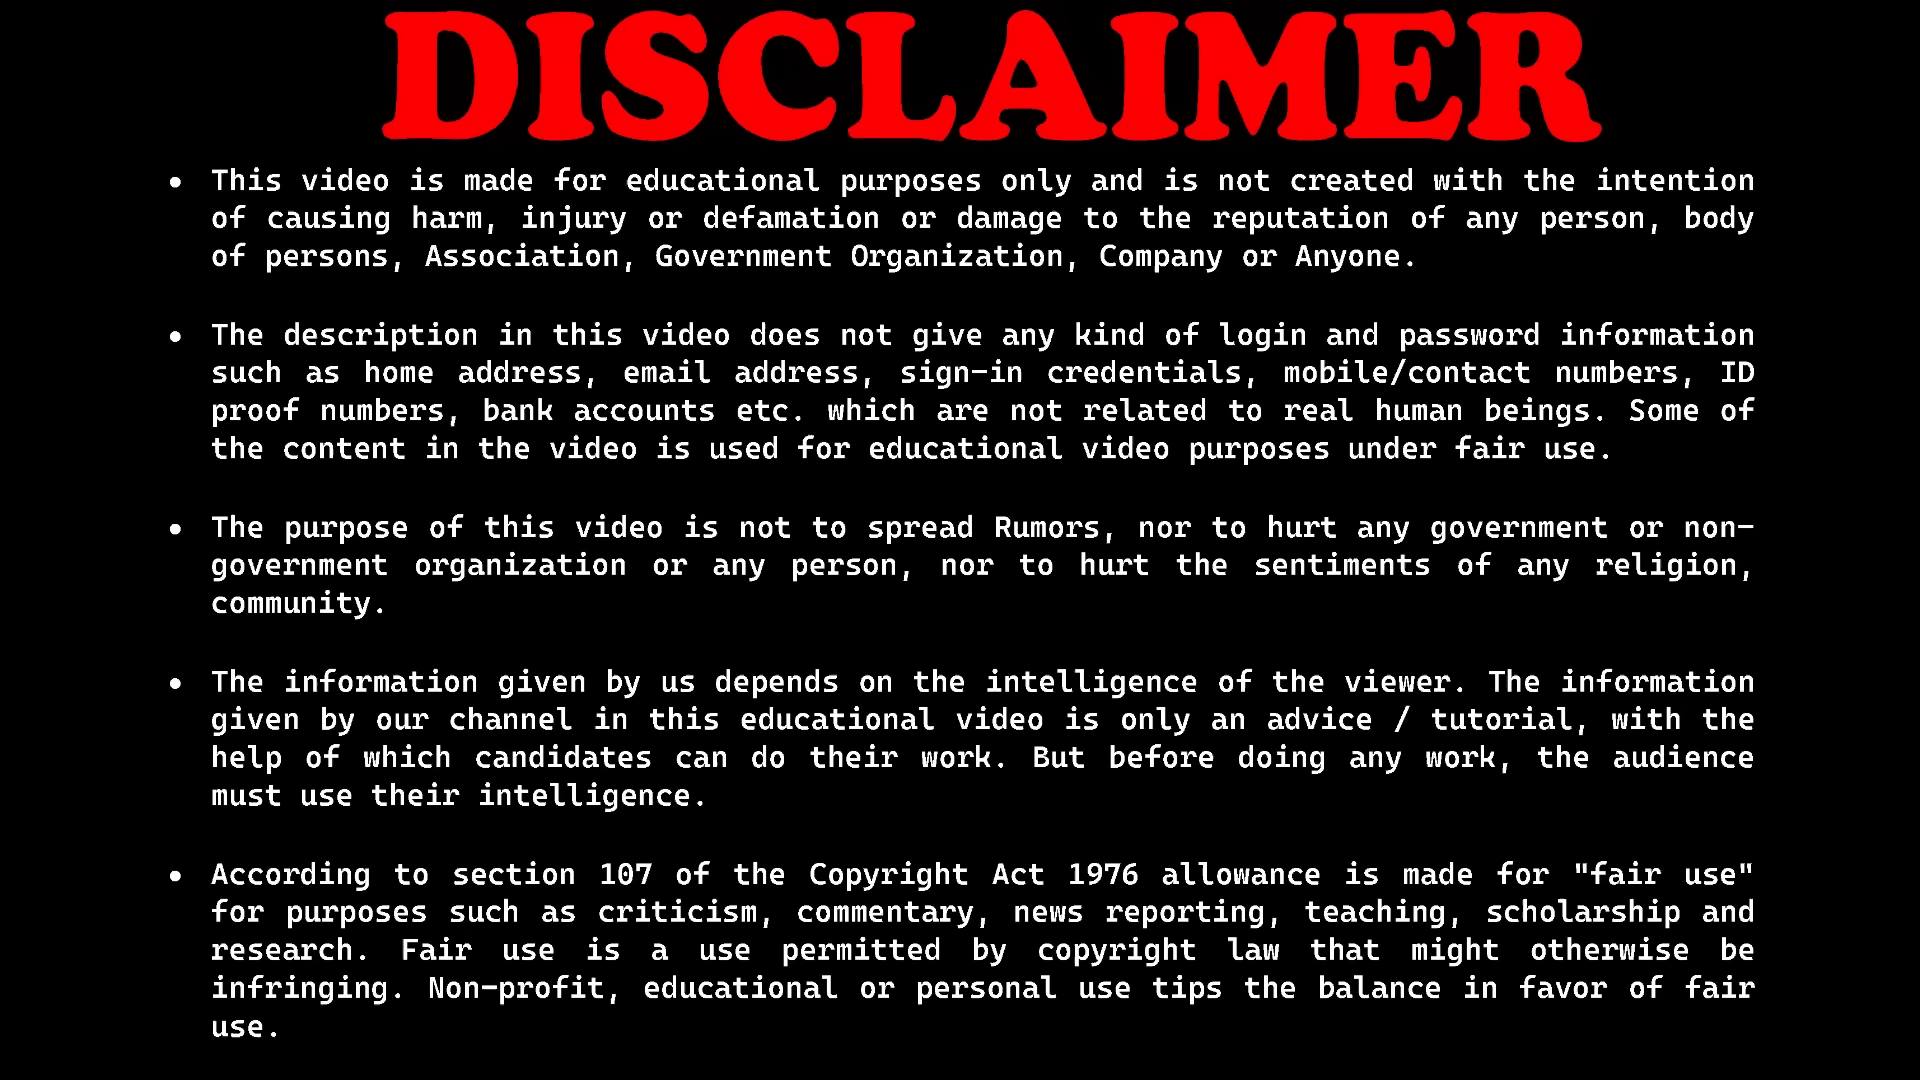 DISCLAIMER
• This video is made for educational purposes only and is not created with the intention
of causing harm, injury or defamation or damage to the reputation of any person, body
of persons, Association, Government Organization, Company or Anyone.
• The description in this video does not give any kind of login and password information
such as home address, email address, sign-in credentials, mobile/contact numbers, ID
proof numbers, bank accounts etc. which are not related to real human beings. Some of
the content in the video is used for educational video purposes under fair use.
• The purpose of this video is not to spread Rumors, nor to hurt any government or non-
government organization or any person, nor to hurt the sentiments of any religion,
community.
• The information given by us depends on the intelligence of the viewer. The information
given by our channel in this educational video is only an advice / tutorial, with the
help of which candidates can do their work. But before doing any work, the audience
must use their intelligence.
• According to section 107 of the Copyright Act 1976 allowance is made for "fair use"
for purposes such as criticism, commentary, news reporting, teaching, scholarship and
research. Fair use is a use permitted by copyright law that might otherwise be
infringing. Non-profit, educational or personal use tips the balance in favor of fair
use.